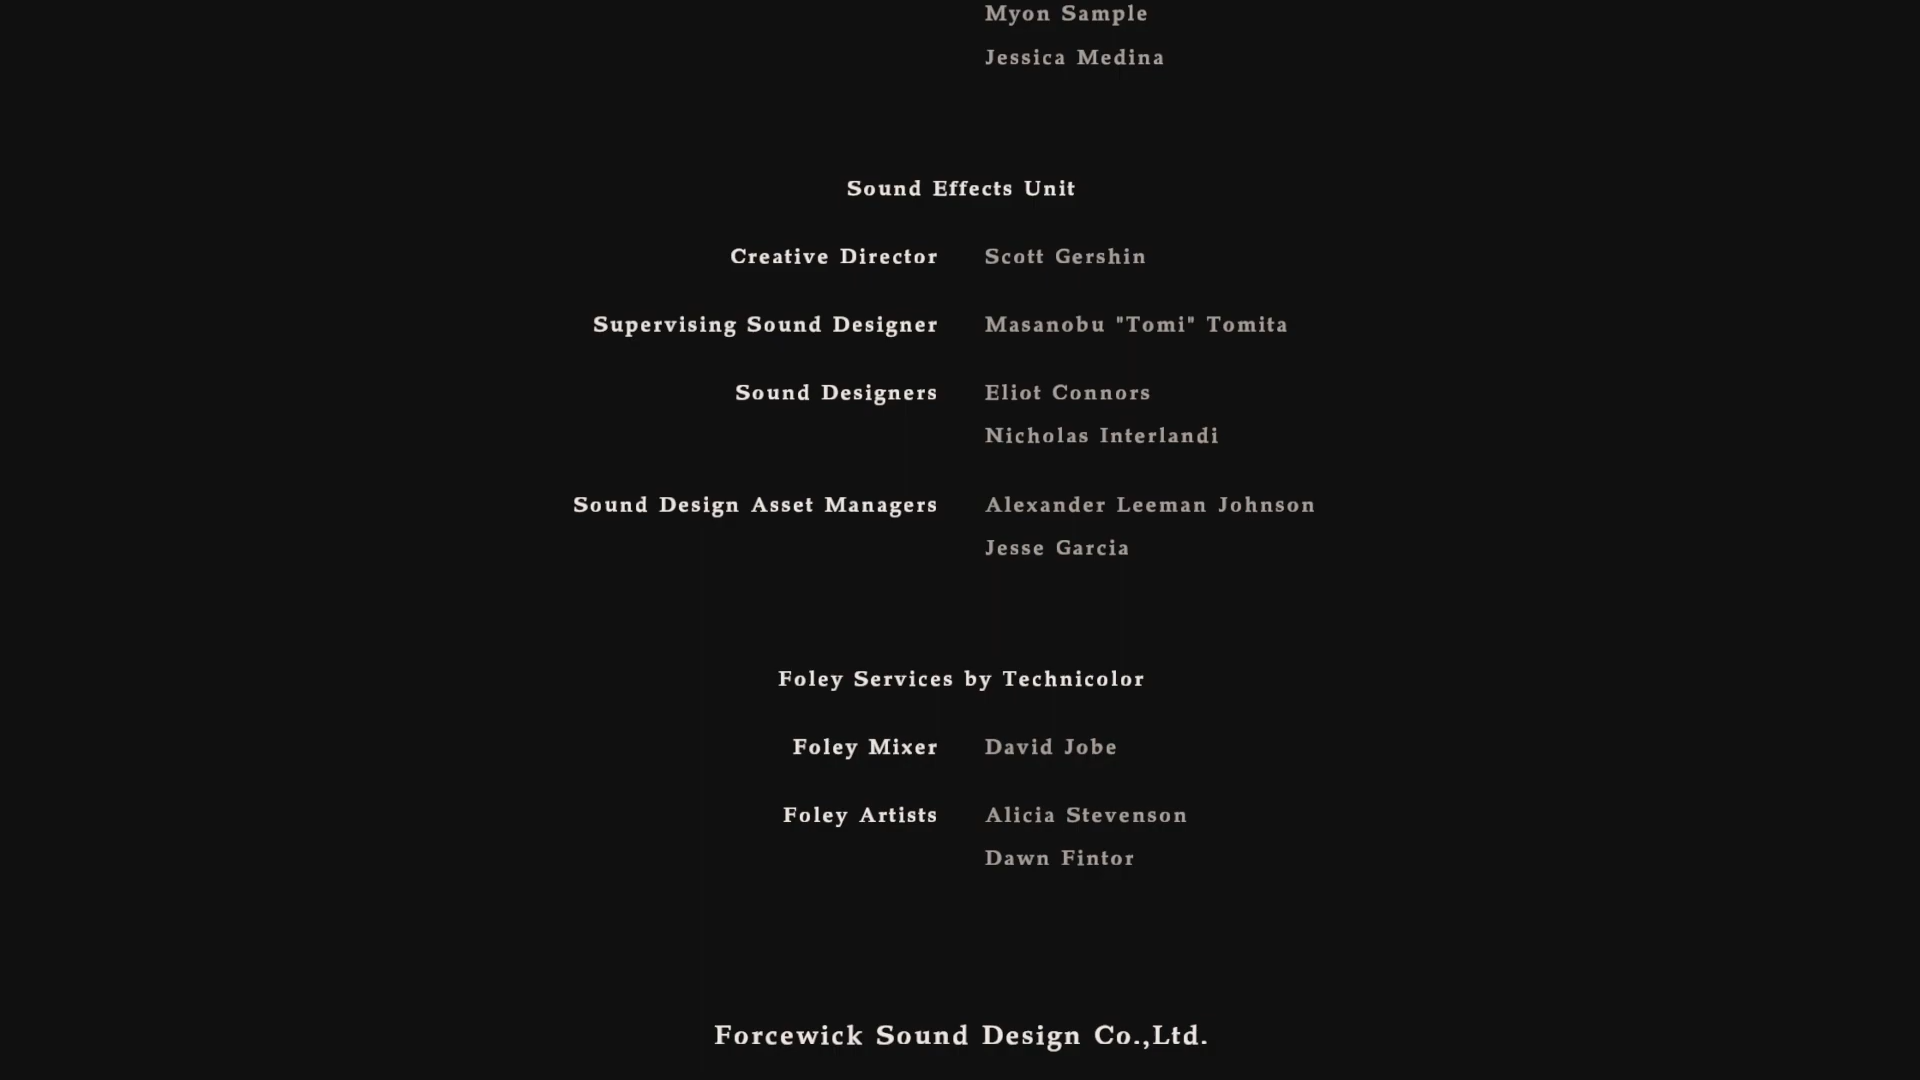 Myon Sample
Jessica Medina
Sound Effects Unit
Creative Director Scott Gershin
Supervising Sound Designer Masanobu "Tomi" Tomita
Sound Designers Eliot Connors
Nicholas Interlandi
Sound Design Asset Managers Alexander Leeman Johnson
Jesse Garcia
Foley Services by Technicolor
Foley Mixer David Jobe
Foley Artists Alicia Stevenson
Dawn Fintor
Forcewick Sound Design Co.,Ltd.